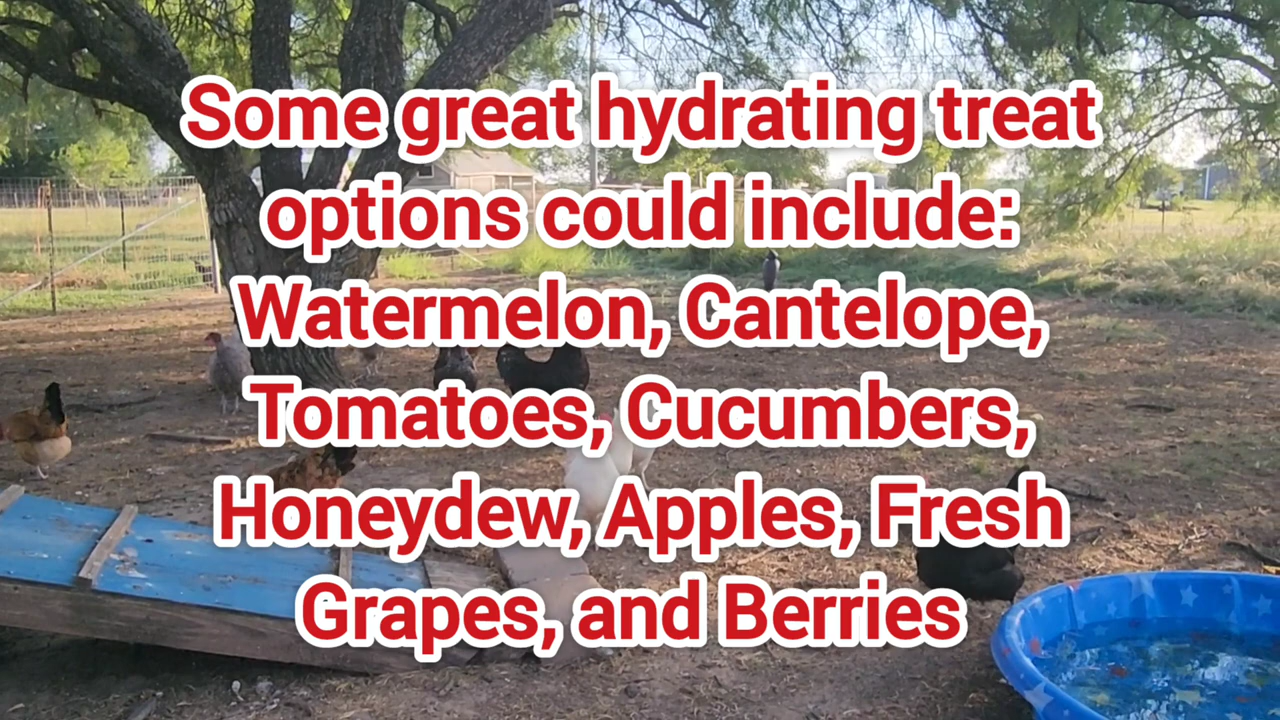 Some great hydrating treat
options could include:
Watermelon, Cantelope,
Tomatoes, Cucumbers,
Honeydew, Apples, Fresh
Grapes, and Berries